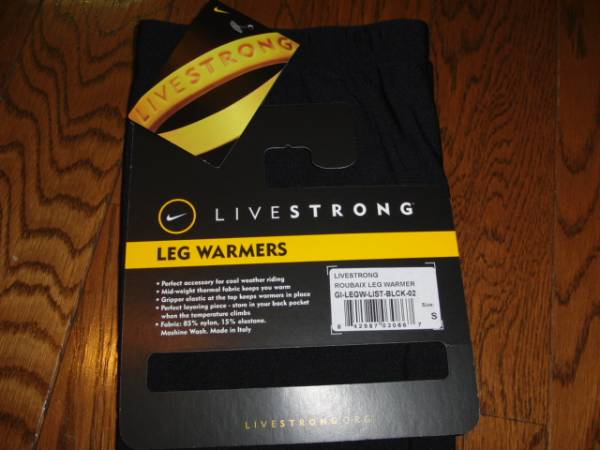 LIVESTRONG
LIVESTRONG
LEG WARMERS
• Perfect accessory for cool weather riding
• Mid-weight thermal fabric keeps you warm
• Gripper elastic at the top keeps warmers in place
• Perfect layering piece - store in your back pocket
when the temperature climbs
• Fabric: 85% nylon, 15% elastane.
Machine Wash. Made in Italy
LIVESTRONG
ROUBAIX LEG WARMER
GI-LEGW-LIST-BLCK-02
Size
S
LIVESTRONG.ORG